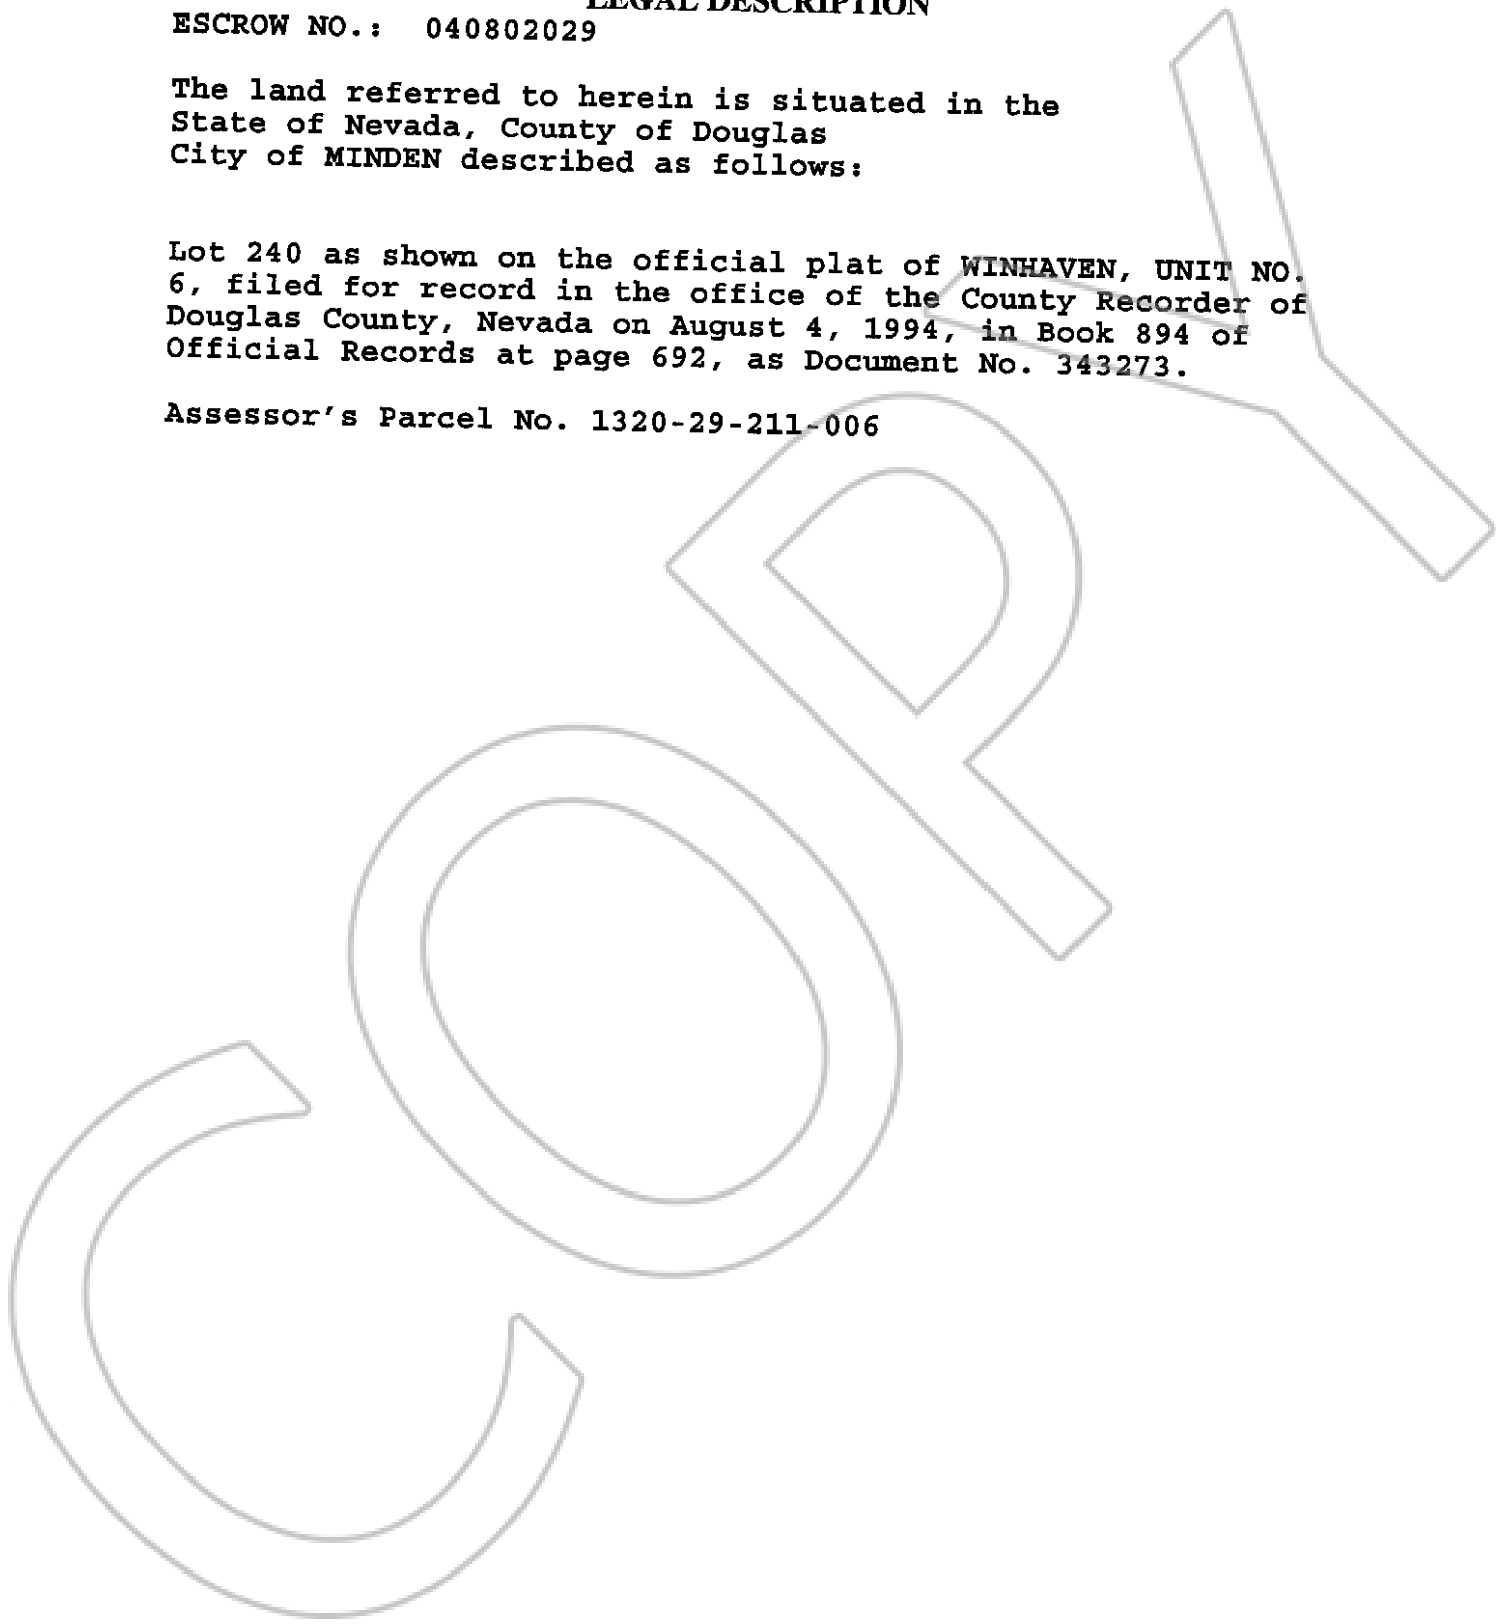 LEGAL DESCRIPTION
ESCROW NO.: 040802029
The land referred to herein is situated in the
State of Nevada, County of Douglas
City of MINDEN described as follows:
Lot 240 as shown on the official plat of WINHAVEN, UNIT NO.
6, filed for record in the office of the County Recorder of
Douglas County, Nevada on August 4, 1994, in Book 894 of
Official Records at page 692, as Document No. 343273.
Assessor's Parcel No. 1320-29-211-006
COPY